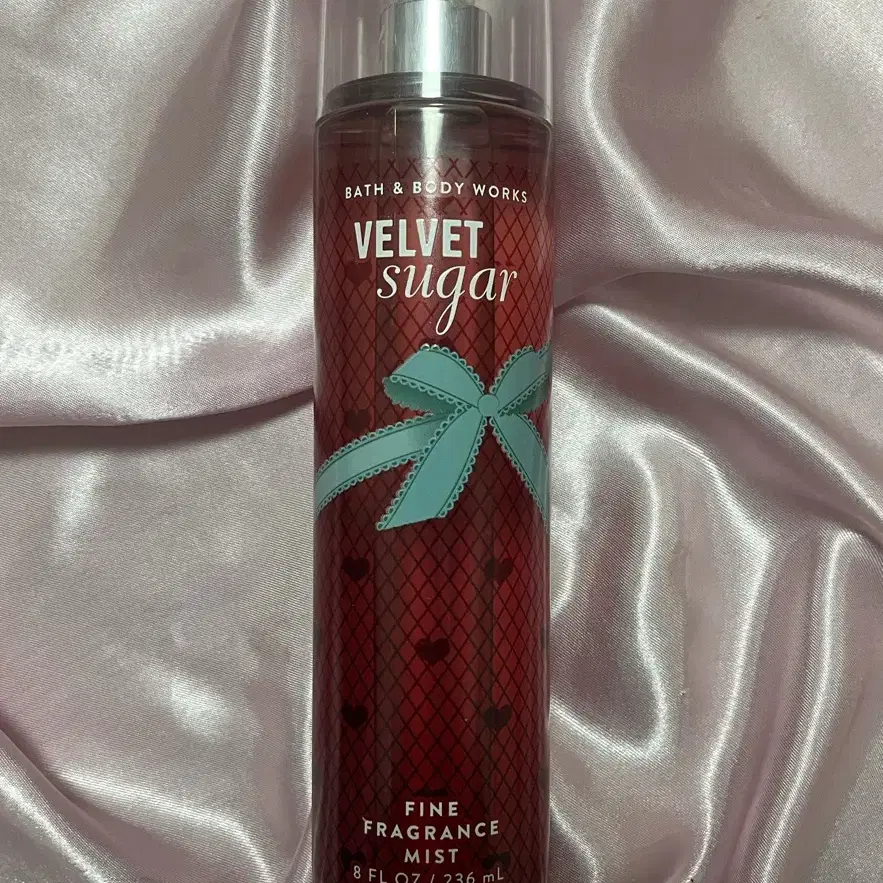 BATH & BODY WORKS
VELVET
sugar
FINE
FRAGRANCE
MIST
8 FL OZ / 236 mL